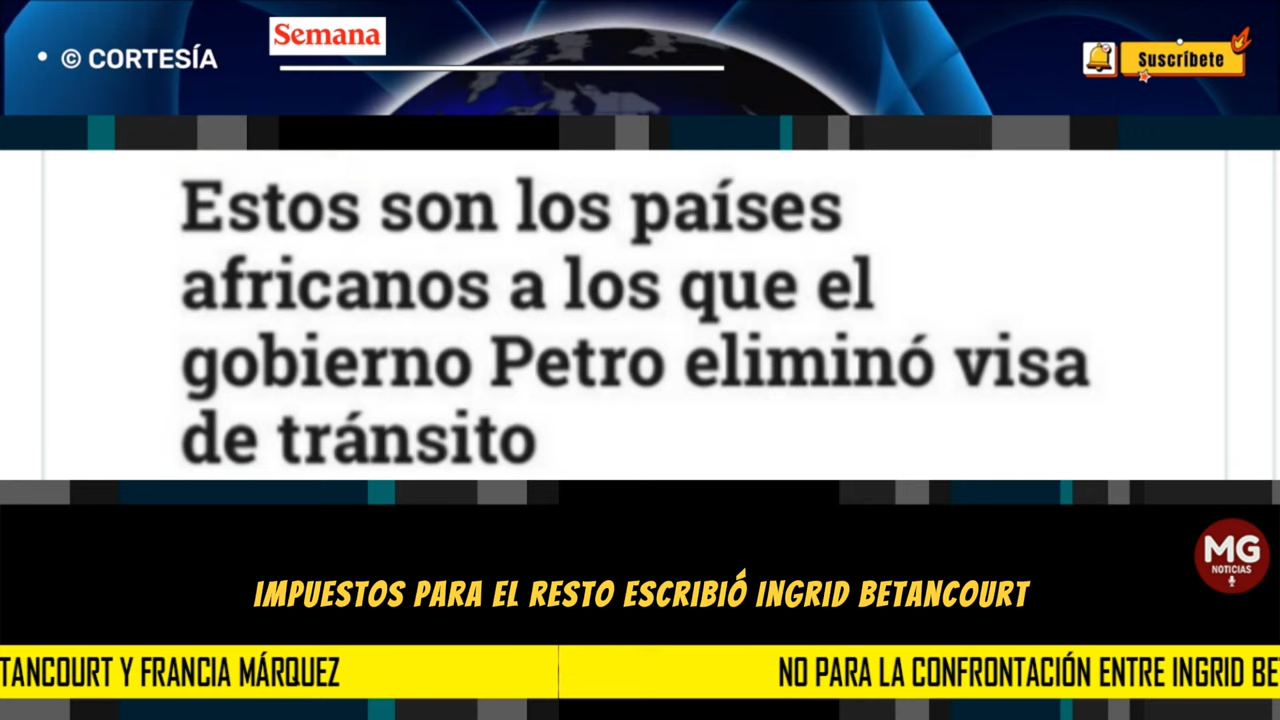 © CORTESÍA
Semana
Suscríbete
Estos son los países
africanos a los que el
gobierno Petro eliminó visa
de tránsito
MG
NOTICIAS
IMPUESTOS PARA EL RESTO ESCRIBIÓ INGRID BETANCOURT
TANCOURT Y FRANCIA MÁRQUEZ
NO PARA LA CONFRONTACIÓN ENTRE INGRID BE